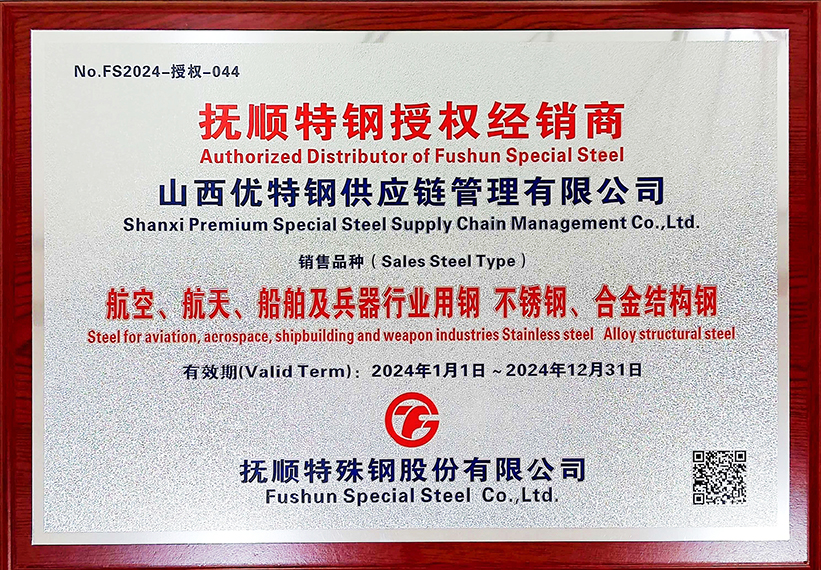 No.FS2024-授权-044
抚顺特钢授权经销商
Authorized Distributor of Fushun Special Steel
山西优特钢供应链管理有限公司
Shanxi Premium Special Steel Supply Chain Management Co.,Ltd.
销售品种（Sales Steel Type）
航空、航天、船舶及兵器行业用钢 不锈钢、合金结构钢
Steel for aviation, aerospace, shipbuilding and weapon industries Stainless steel Alloy structural steel
有效期(Valid Term)：2024年1月1日～2024年12月31日
抚顺特殊钢股份有限公司
Fushun Special Steel Co.,Ltd.